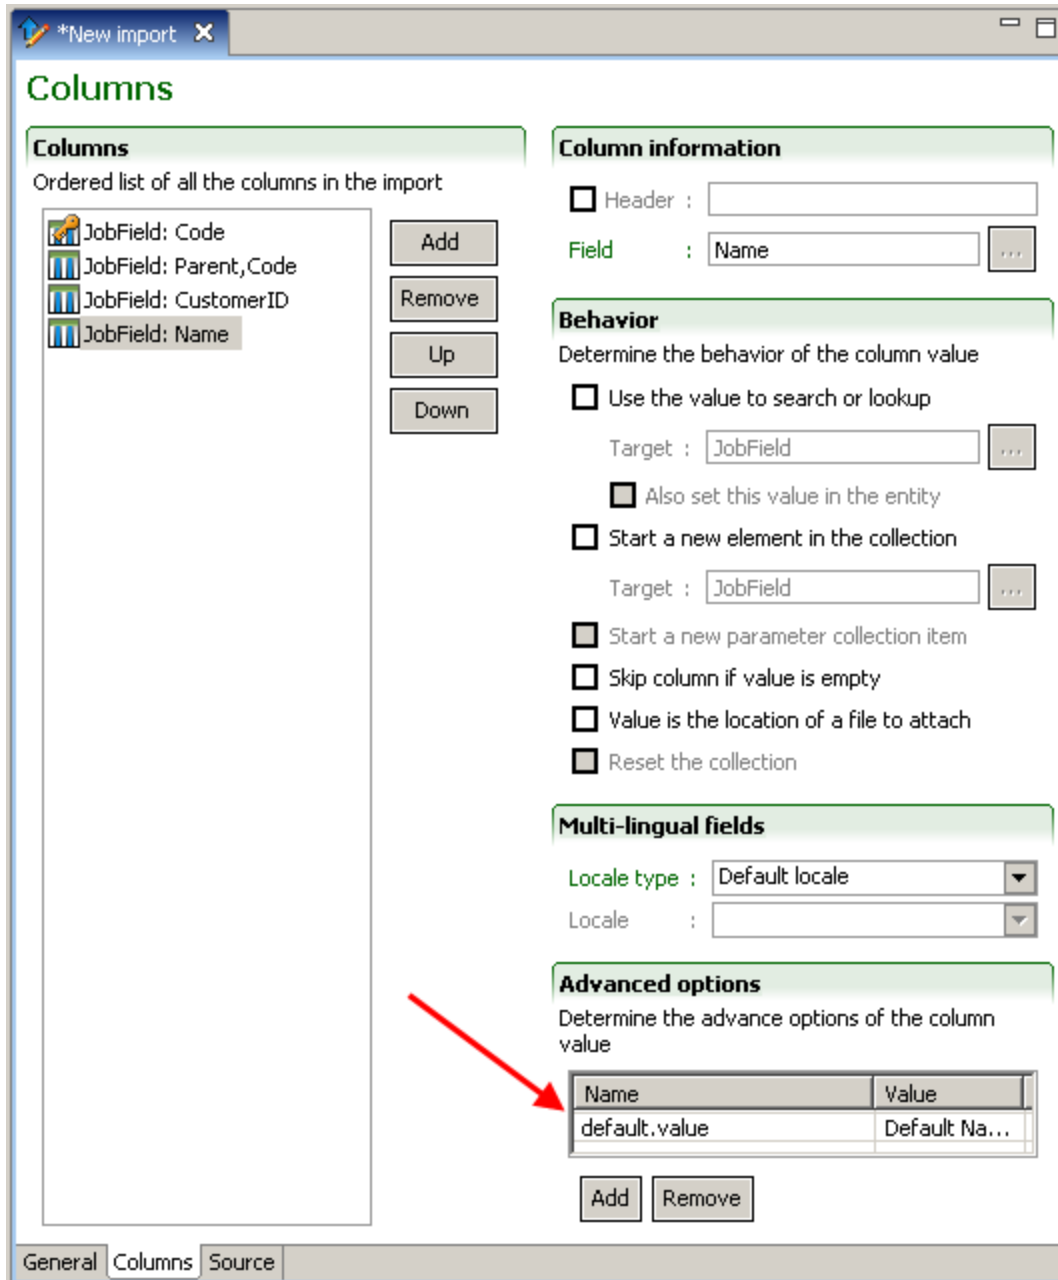 *New import
Columns
Columns
Ordered list of all the columns in the import
JobField: Code
JobField: Parent,Code
JobField: CustomerID
JobField: Name
Add
Remove
Up
Down
Column information
Header :
Field : Name
...
Behavior
Determine the behavior of the column value
Use the value to search or lookup
Target : JobField
...
Also set this value in the entity
Start a new element in the collection
Target : JobField
...
Start a new parameter collection item
Skip column if value is empty
Value is the location of a file to attach
Reset the collection
Multi-lingual fields
Locale type : Default locale
Locale :
Advanced options
Determine the advance options of the column
value
Name Value
default.value Default Na...
Add Remove
General Columns Source